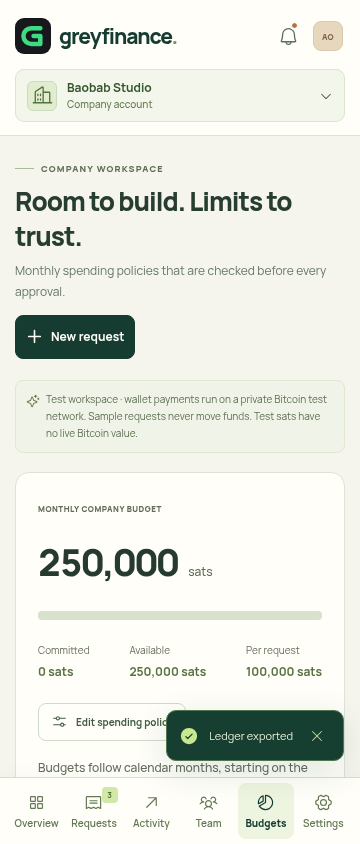 greyfinance.
AO
Baobab Studio
Company account
COMPANY WORKSPACE
Room to build. Limits to
trust.
Monthly spending policies that are checked before every
approval.
New request
Test workspace · wallet payments run on a private Bitcoin test
network. Sample requests never move funds. Test sats have
no live Bitcoin value.
MONTHLY COMPANY BUDGET
250,000 sats
Committed Available Per request
0 sats 250,000 sats 100,000 sats
Edit spending polic
Ledger exported
Budgets follow calendar months, starting on the
3
Overview Requests Activity Team Budgets Settings